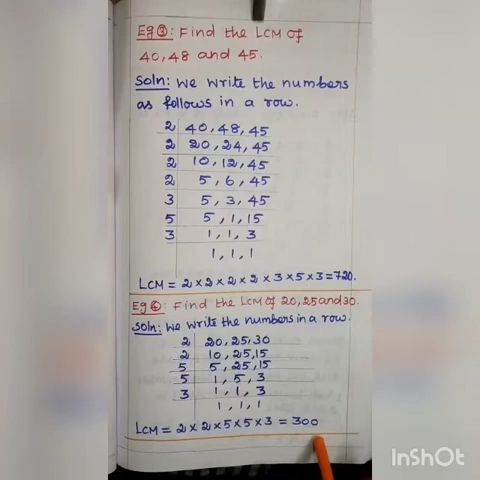 Eg③: Find the LCM of
40,48 and 45.
Soln: We write the numbers
as follows in a row.
2 40, 48, 45
2 20, 24, 45
2 10, 12, 45
2 5, 6, 45
3 5, 3, 45
5 5, 1, 15
3 1, 1, 3
1, 1, 1
LCM = 2×2×2×2×3×5×3=720.
Eg④: Find the LCM of 20,25and30.
Soln: We write the numbers in a row.
2 20, 25, 30
2 10, 25, 15
5 5, 25, 15
5 1, 5, 3
3 1, 1, 3
1, 1, 1
LCM = 2×2×5×5×3 = 300
InShOt